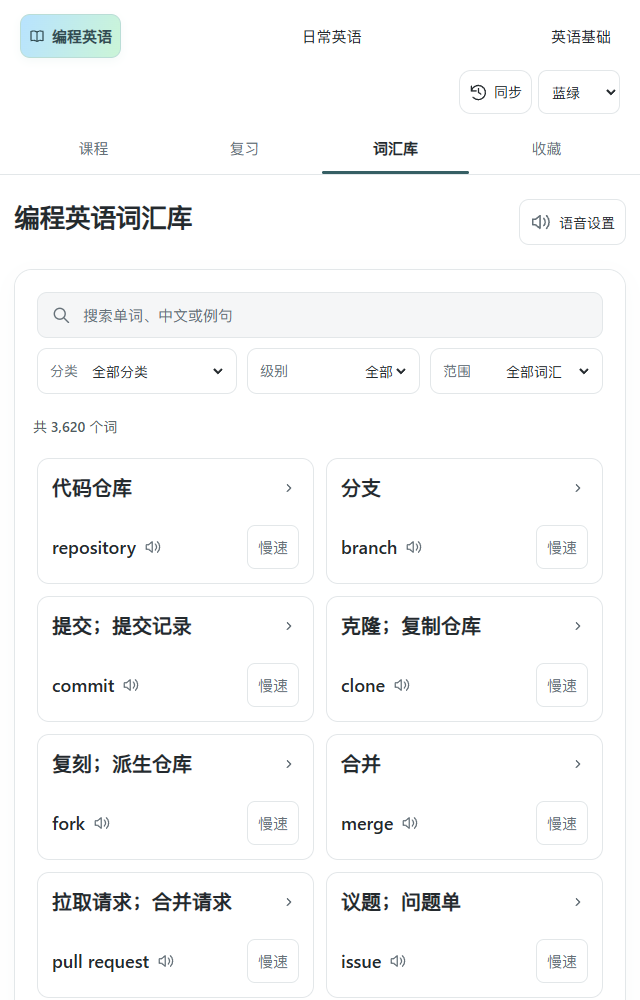 编程英语
日常英语
英语基础
同步
蓝绿
课程
复习
词汇库
收藏
编程英语词汇库
语音设置
搜索单词、中文或例句
分类 全部分类
级别 全部
范围 全部词汇
共 3,620 个词
代码仓库
repository 慢速
分支
branch 慢速
提交；提交记录
commit 慢速
克隆；复制仓库
clone 慢速
复刻；派生仓库
fork 慢速
合并
merge 慢速
拉取请求；合并请求
pull request 慢速
议题；问题单
issue 慢速